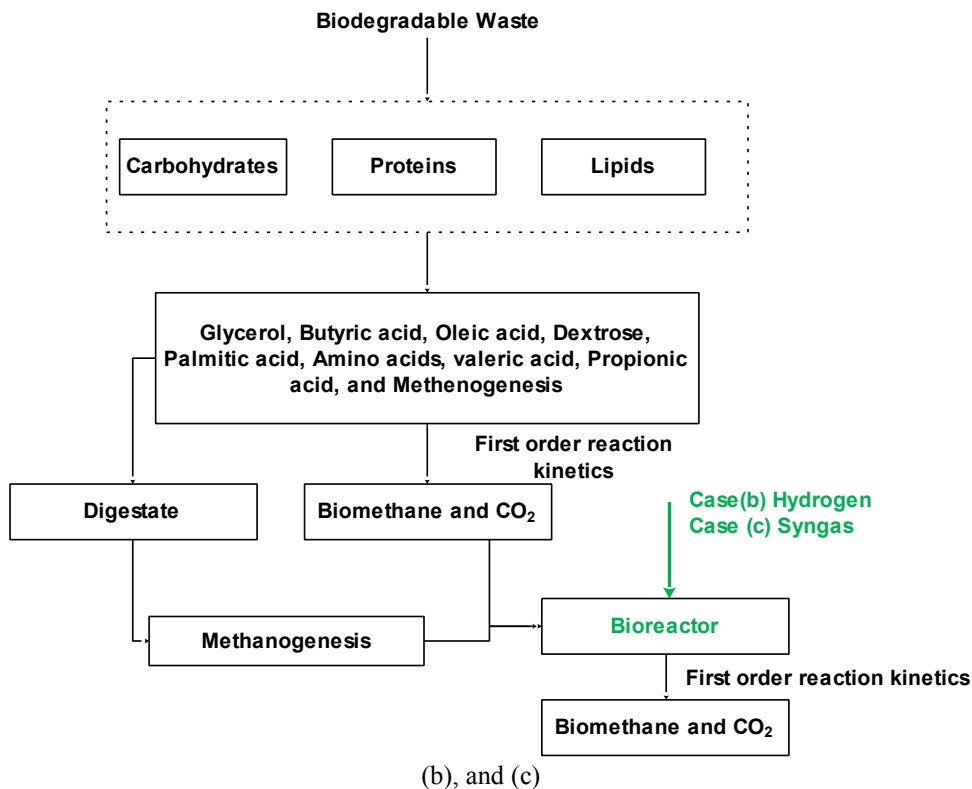 Biodegradable Waste
Carbohydrates
Proteins
Lipids
Glycerol, Butyric acid, Oleic acid, Dextrose,
Palmitic acid, Amino acids, valeric acid, Propionic
acid, and Methenogenesis
First order reaction
kinetics
Digestate
Biomethane and CO₂
Case(b) Hydrogen
Case (c) Syngas
Methanogenesis
Bioreactor
First order reaction kinetics
Biomethane and CO₂
(b), and (c)